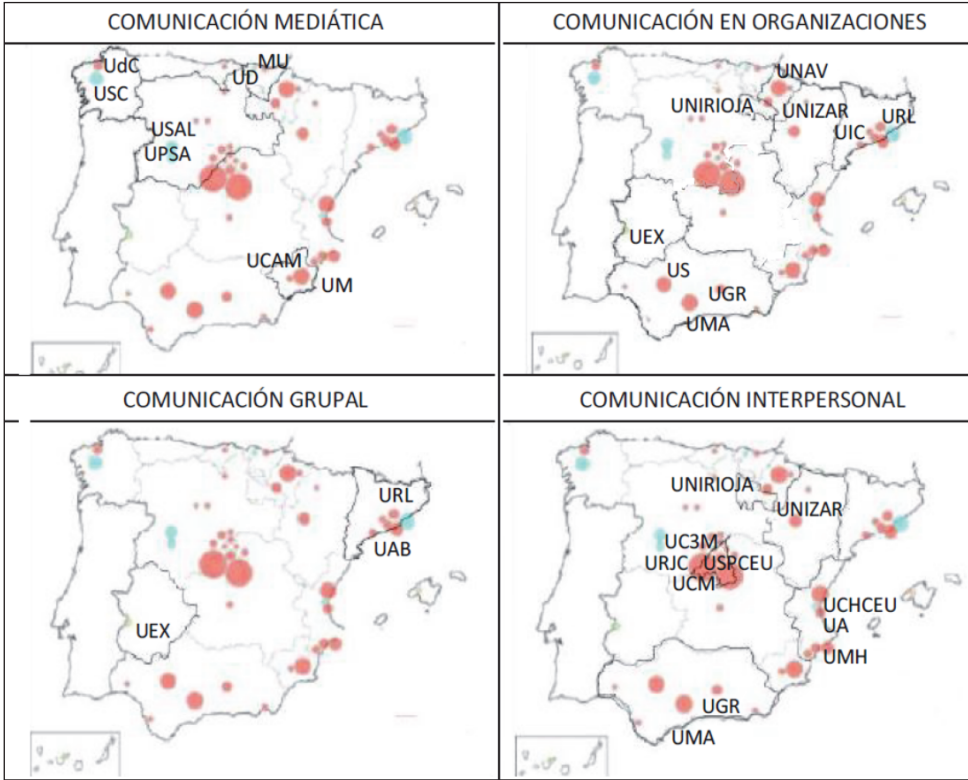 COMUNICACIÓN MEDIÁTICA
UdC
USC
MU
UD
USAL
UPSA
UCAM
UM
COMUNICACIÓN EN ORGANIZACIONES
UNAV
UNIRIOJA
UNIZAR
URL
UIC
UEX
US
UGR
UMA
COMUNICACIÓN GRUPAL
URL
UAB
UEX
COMUNICACIÓN INTERPERSONAL
UNIRIOJA
UNIZAR
UC3M
URJC USPCEU
UCM
UCHCEU
UA
UMH
UGR
UMA